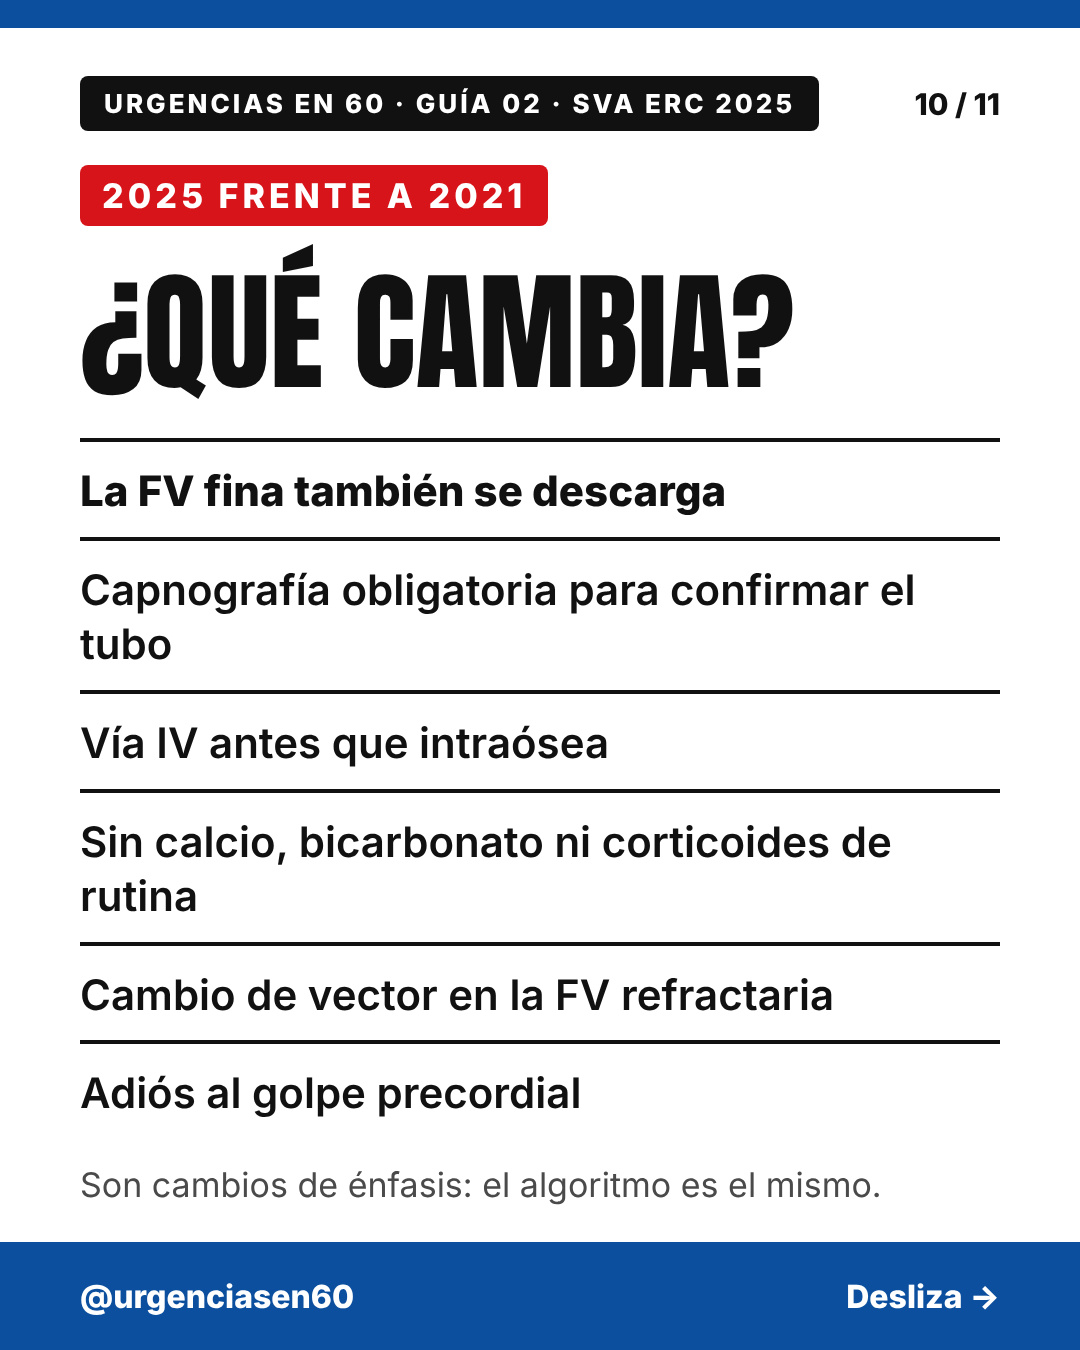 URGENCIAS EN 60 · GUÍA 02 · SVA ERC 2025
10 / 11
2025 FRENTE A 2021
¿QUÉ CAMBIA?
La FV fina también se descarga
Capnografía obligatoria para confirmar el
tubo
Vía IV antes que intraósea
Sin calcio, bicarbonato ni corticoides de
rutina
Cambio de vector en la FV refractaria
Adiós al golpe precordial
Son cambios de énfasis: el algoritmo es el mismo.
@urgenciasen60
Desliza →